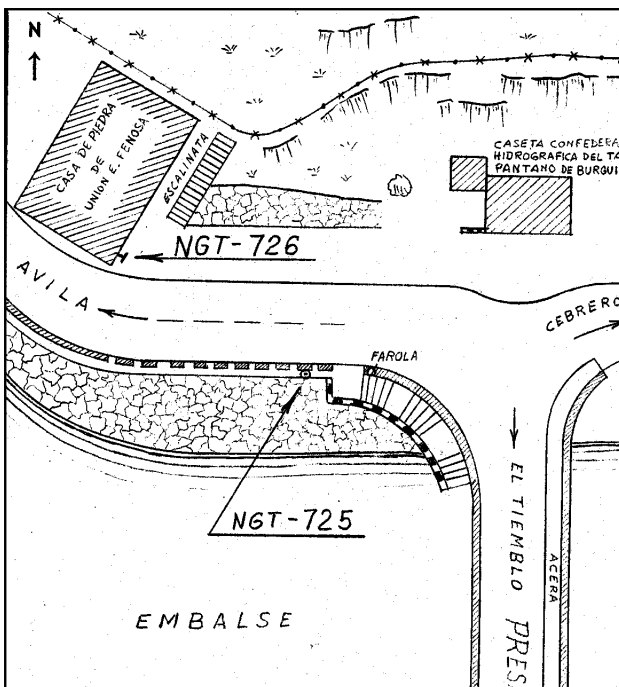 N
CASA DE PIEDRA
DE
UNION E. FENOSA
ESCALINATA
CASETA CONFEDERA
HIDROGRAFICA DEL TA
PANTANO DE BURGUI
NGT-726
AVILA
CEBRERO
FAROLA
NGT-725
EL TIEMBLO
ACERA
PRES
EMBALSE